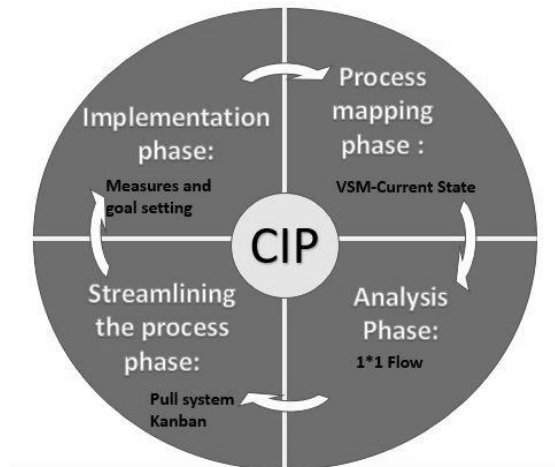 Implementation
phase:
Measures and
goal setting
Process
mapping
phase :
VSM-Current State
CIP
Streamlining
the process
phase:
Pull system
Kanban
Analysis
Phase:
1*1 Flow